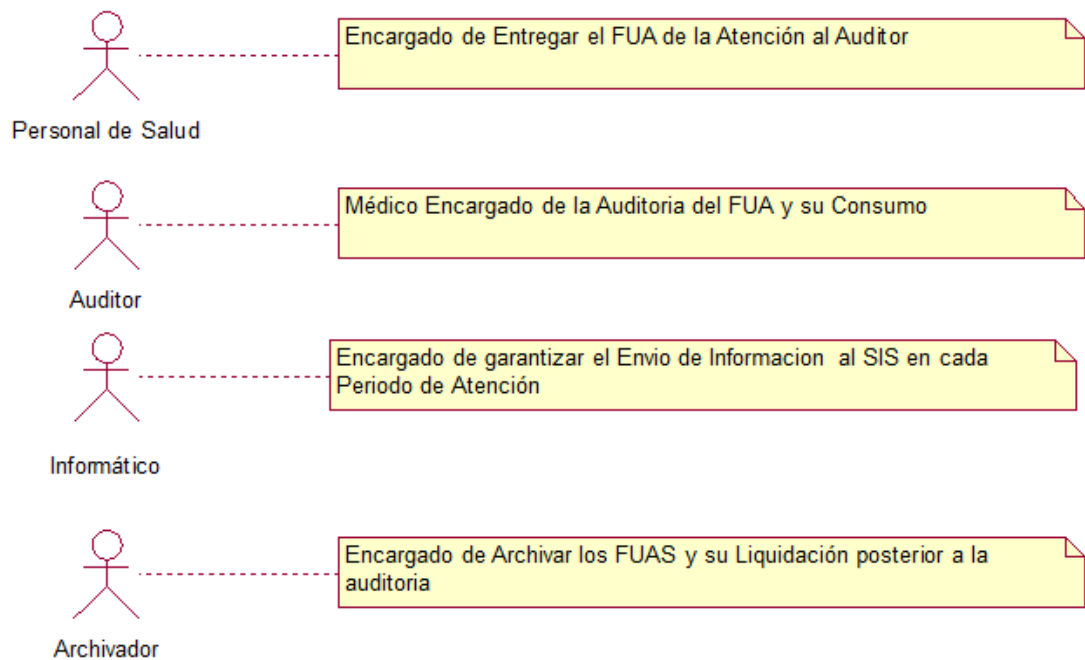 Encargado de Entregar el FUA de la Atención al Auditor
Personal de Salud
Médico Encargado de la Auditoria del FUA y su Consumo
Auditor
Encargado de garantizar el Envio de Informacion al SIS en cada
Periodo de Atención
Informático
Encargado de Archivar los FUAS y su Liquidación posterior a la
auditoria
Archivador